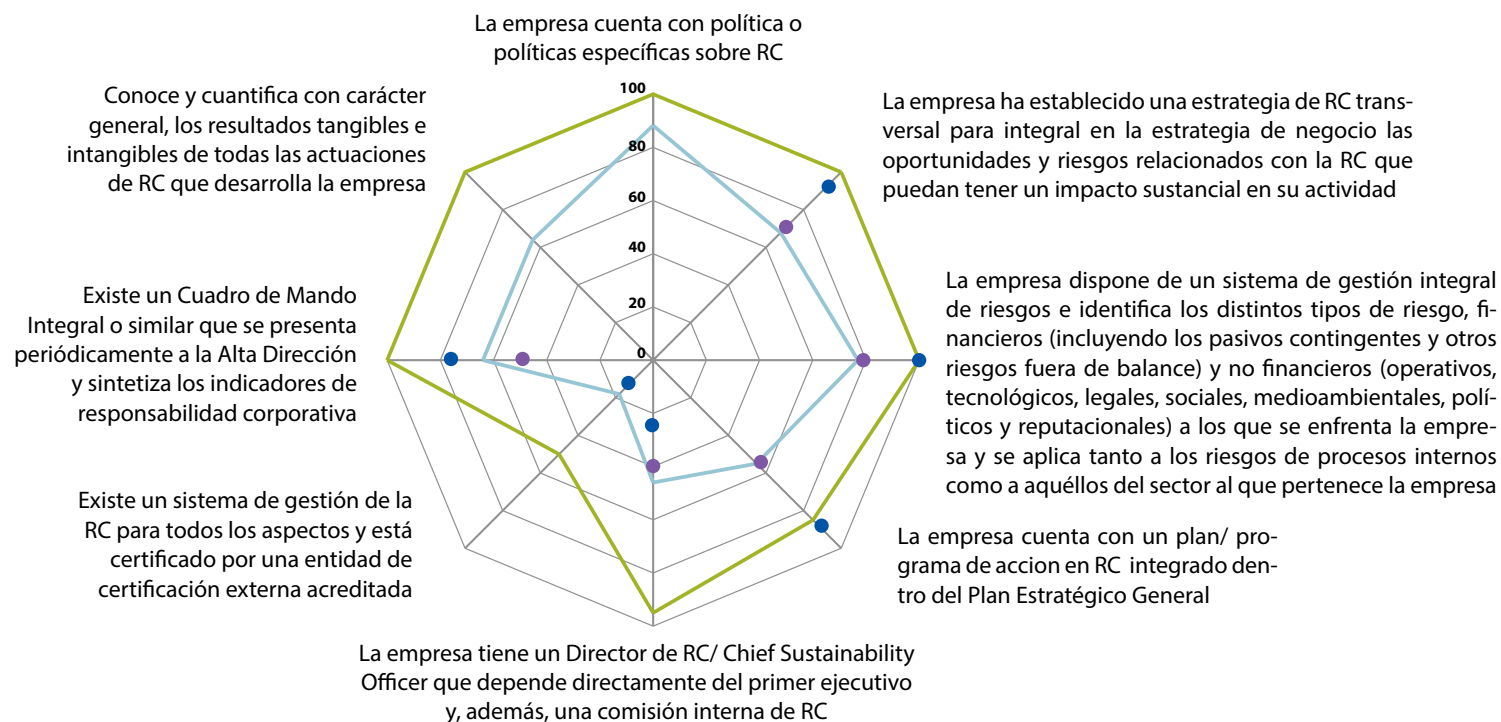 La empresa cuenta con política o
políticas específicas sobre RC
Conoce y cuantifica con carácter
general, los resultados tangibles e
intangibles de todas las actuaciones
de RC que desarrolla la empresa
La empresa ha establecido una estrategia de RC trans-
versal para integral en la estrategia de negocio las
oportunidades y riesgos relacionados con la RC que
puedan tener un impacto sustancial en su actividad
100
80
60
40
20
0
Existe un Cuadro de Mando
Integral o similar que se presenta
periódicamente a la Alta Dirección
y sintetiza los indicadores de
responsabilidad corporativa
La empresa dispone de un sistema de gestión integral
de riesgos e identifica los distintos tipos de riesgo, fi-
nancieros (incluyendo los pasivos contingentes y otros
riesgos fuera de balance) y no financieros (operativos,
tecnológicos, legales, sociales, medioambientales, polí-
ticos y reputacionales) a los que se enfrenta la empre-
sa y se aplica tanto a los riesgos de procesos internos
como a aquéllos del sector al que pertenece la empresa
Existe un sistema de gestión de la
RC para todos los aspectos y está
certificado por una entidad de
certificación externa acreditada
La empresa cuenta con un plan/ pro-
grama de accion en RC integrado den-
tro del Plan Estratégico General
La empresa tiene un Director de RC/ Chief Sustainability
Officer que depende directamente del primer ejecutivo
y, además, una comisión interna de RC